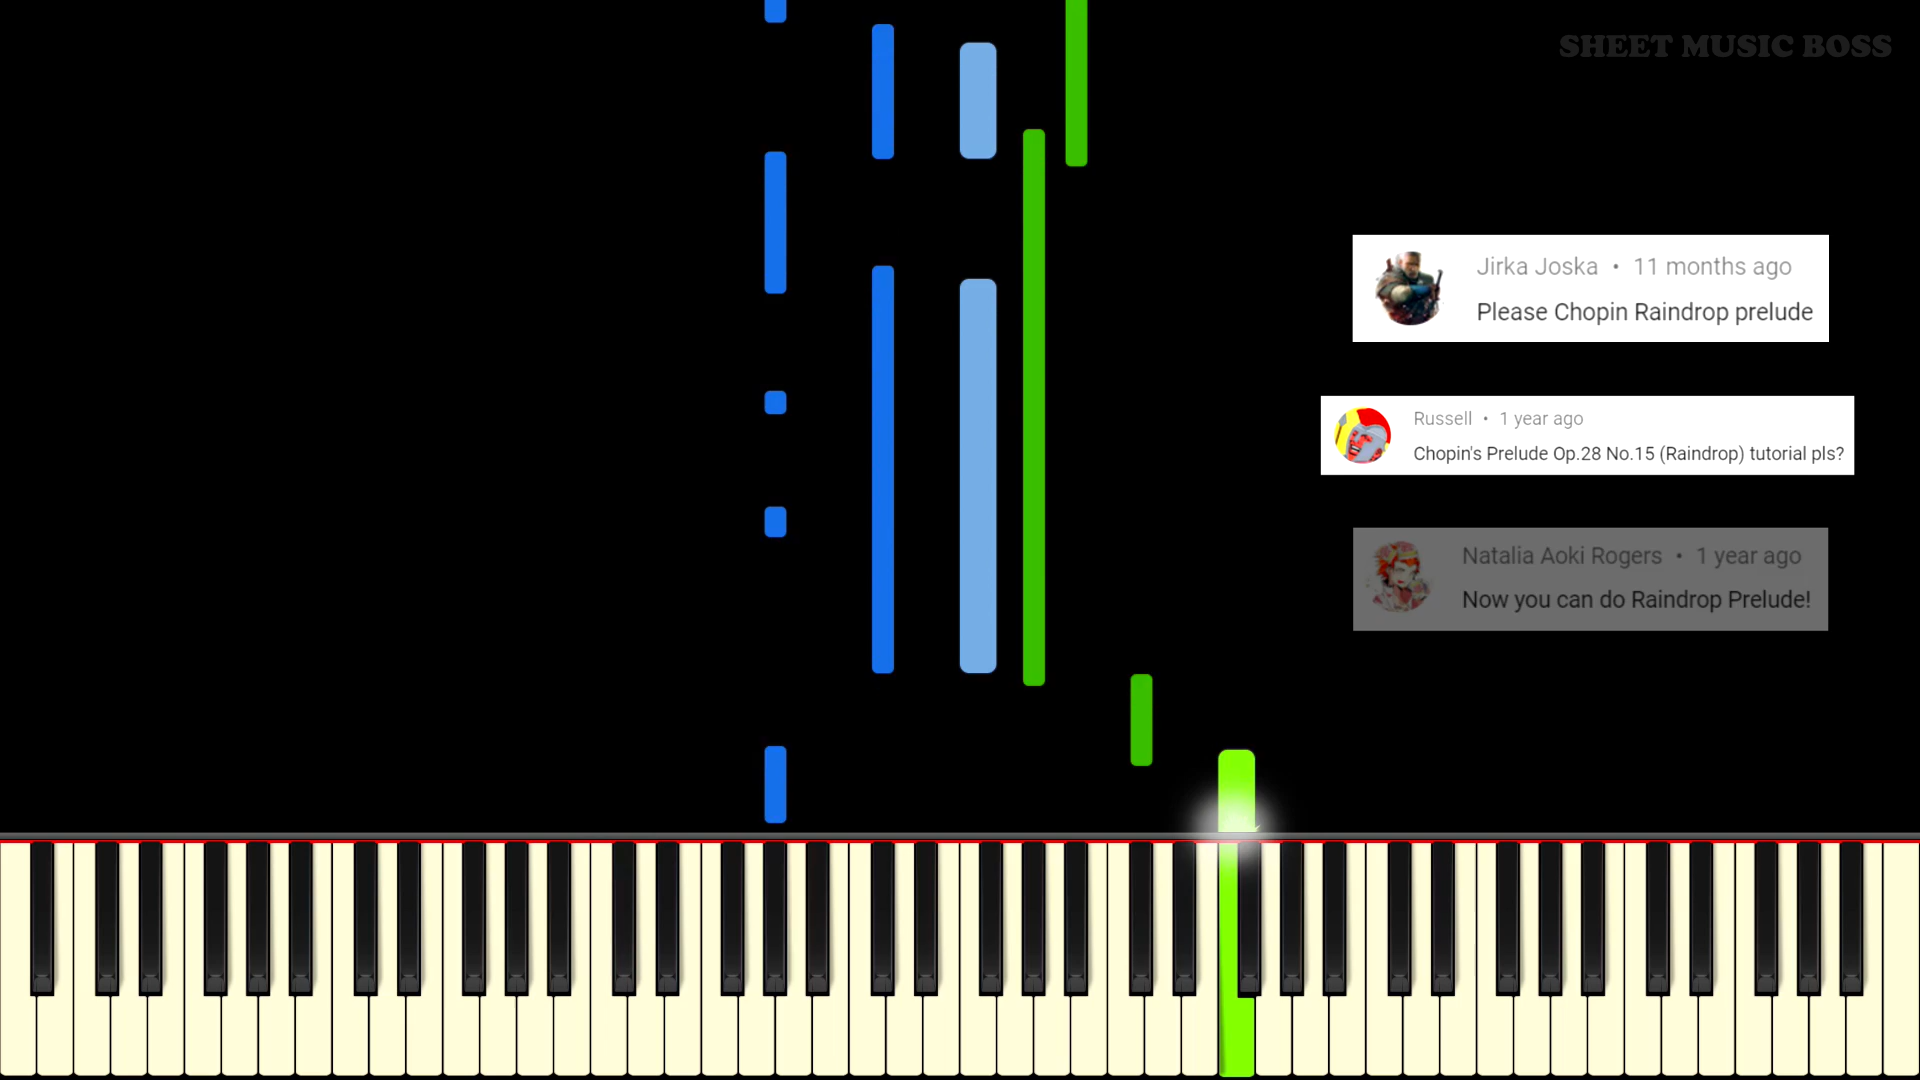 SHEET MUSIC BOSS
Jirka Joska • 11 months ago
Please Chopin Raindrop prelude
Russell • 1 year ago
Chopin's Prelude Op.28 No.15 (Raindrop) tutorial pls?
Natalia Aoki Rogers • 1 year ago
Now you can do Raindrop Prelude!